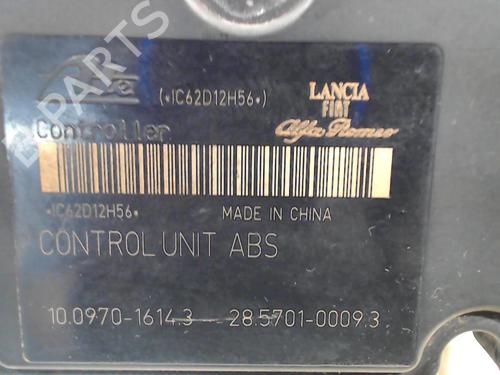 (*IC62D12H56*)
LANCIA
FIAT
Alfa Romeo
Controller
*IC62D12H56*
MADE IN CHINA
CONTROL UNIT ABS
10.0970-1614.3 28.5701-0009.3
PARTS